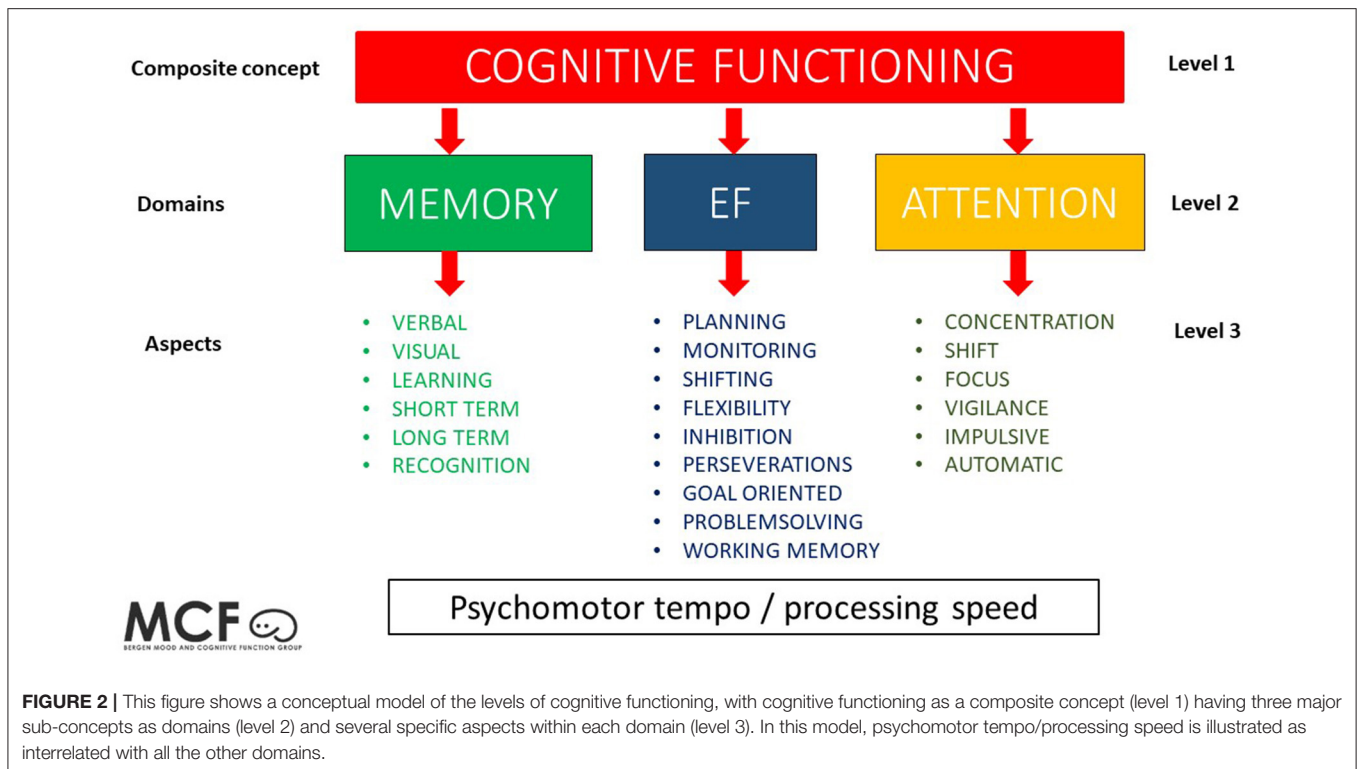 COGNITIVE FUNCTIONING
Composite concept
Level 1
MEMORY
EF
ATTENTION
Domains
Level 2
Aspects
Level 3
• VERBAL
• VISUAL
• LEARNING
• SHORT TERM
• LONG TERM
• RECOGNITION
• PLANNING
• MONITORING
• SHIFTING
• FLEXIBILITY
• INHIBITION
• PERSEVERATIONS
• GOAL ORIENTED
• PROBLEMSOLVING
• WORKING MEMORY
• CONCENTRATION
• SHIFT
• FOCUS
• VIGILANCE
• IMPULSIVE
• AUTOMATIC
Psychomotor tempo / processing speed
MCF
BERGEN MOOD AND COGNITIVE FUNCTION GROUP
FIGURE 2 | This figure shows a conceptual model of the levels of cognitive functioning, with cognitive functioning as a composite concept (level 1) having three major
sub-concepts as domains (level 2) and several specific aspects within each domain (level 3). In this model, psychomotor tempo/processing speed is illustrated as
interrelated with all the other domains.